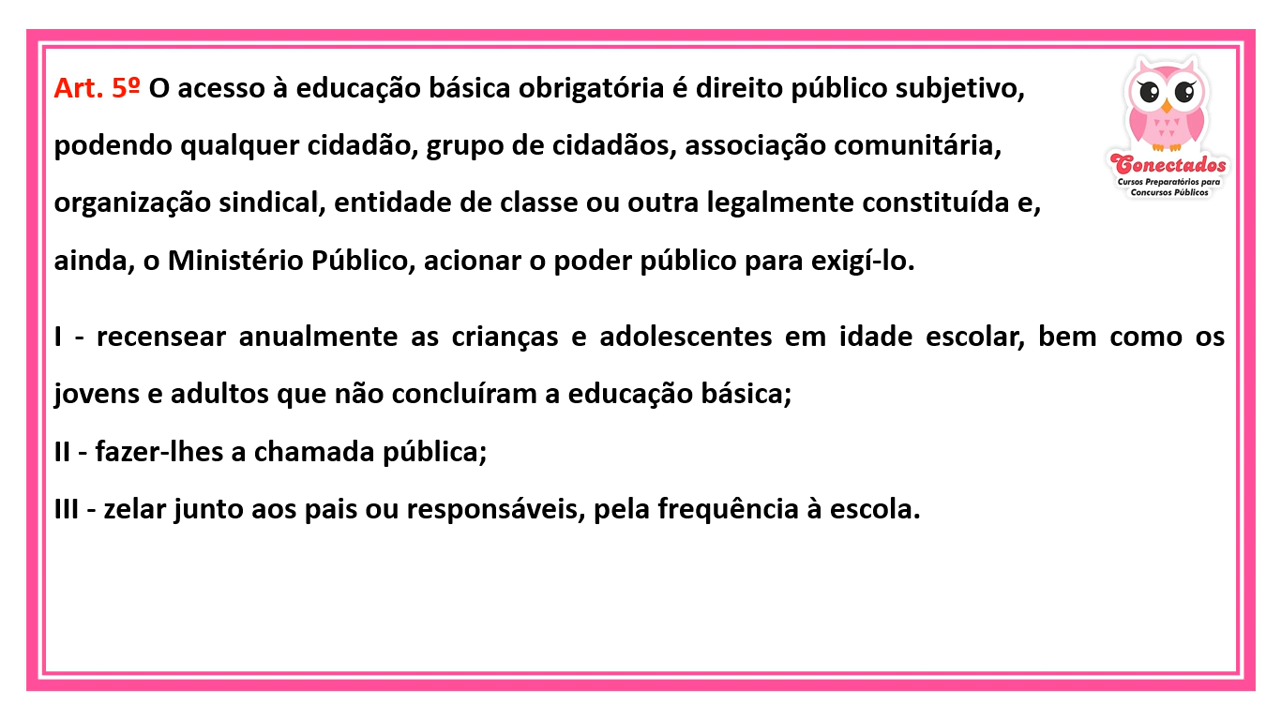 Art. 5º O acesso à educação básica obrigatória é direito público subjetivo,
podendo qualquer cidadão, grupo de cidadãos, associação comunitária,
organização sindical, entidade de classe ou outra legalmente constituída e,
ainda, o Ministério Público, acionar o poder público para exigí-lo.
I - recensear anualmente as crianças e adolescentes em idade escolar, bem como os
jovens e adultos que não concluíram a educação básica;
II - fazer-lhes a chamada pública;
III - zelar junto aos pais ou responsáveis, pela frequência à escola.
Conectados
Cursos Preparatórios para
Concursos Públicos